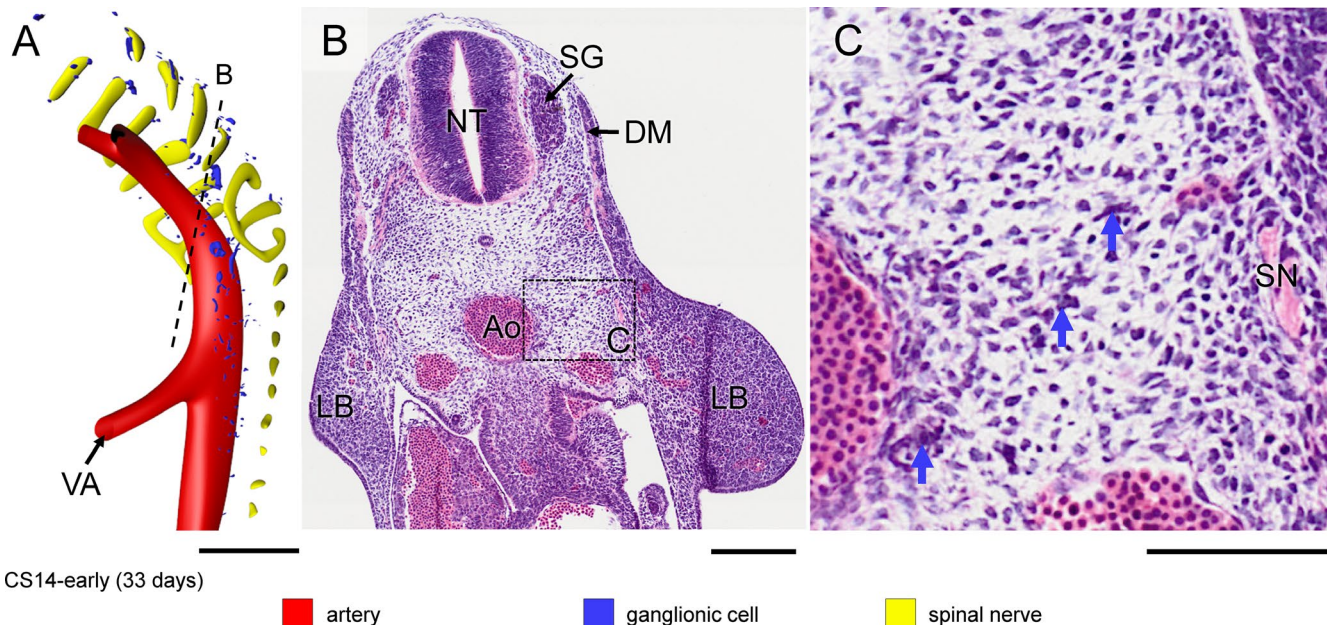 A
B
VA
B
NT
SG
DM
Ao
C
LB
LB
C
SN
CS14-early (33 days)
artery
ganglionic cell
spinal nerve